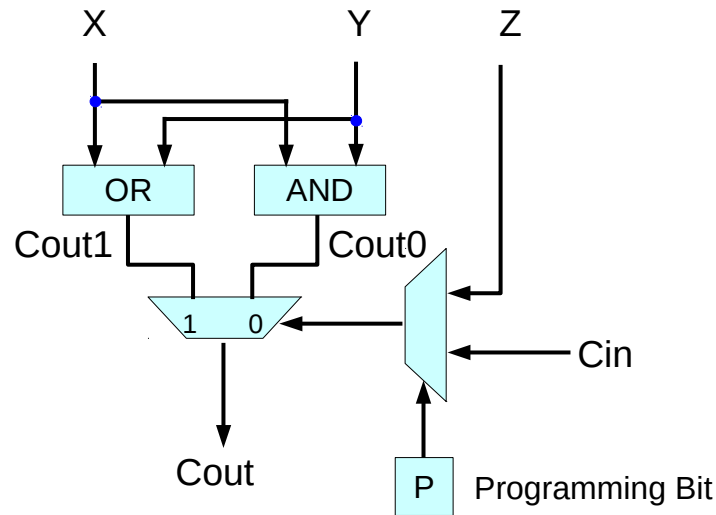 X Y Z
OR AND
Cout1 Cout0
1 0
Cin
Cout
P Programming Bit